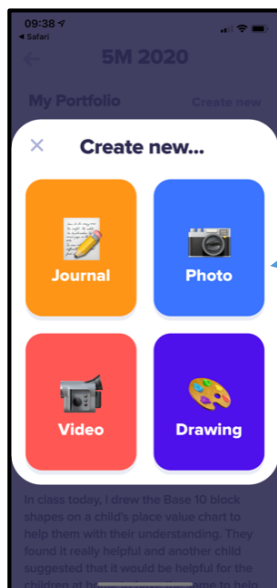 09:38
Safari
5M 2020
My Portfolio Create new
Create new...
Journal Photo
Video Drawing
In class today, I drew the Base 10 block
shapes on a child's place value chart to
help them with their understanding. They
found it really helpful and another child
suggested that it would be helpful for the
children at